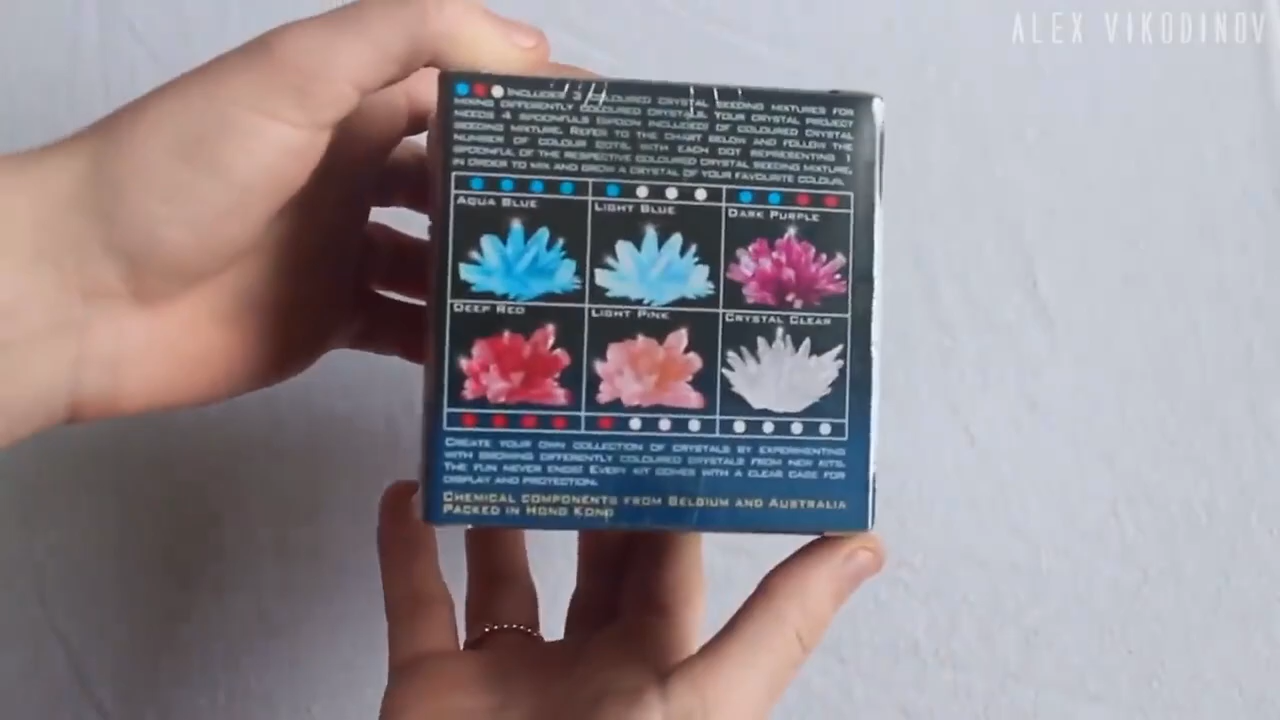 ALEX VIKODINOV
INCLUDES 3 COLOURED CRYSTAL SEEDING MIXTURES FOR
MIXING DIFFERENTLY COLOURED CRYSTALS. YOUR CRYSTAL PROJECT
NEEDS 4 SPOONFULS (SPOON INCLUDED) OF COLOURED CRYSTAL
SEEDING MIXTURE. REFER TO THE CHART BELOW AND FOLLOW THE
NUMBER OF COLOUR DOTS, WITH EACH DOT REPRESENTING 1
SPOONFUL OF THE RESPECTIVE COLOURED CRYSTAL SEEDING MIXTURE,
IN ORDER TO MIX AND GROW A CRYSTAL OF YOUR FAVOURITE COLOUR.
AQUA BLUE
LIGHT BLUE
DARK PURPLE
DEEP RED
LIGHT PINK
CRYSTAL CLEAR
CREATE YOUR OWN COLLECTION OF CRYSTALS BY EXPERIMENTING
WITH GROWING DIFFERENTLY COLOURED CRYSTALS FROM NEW KITS.
THE FUN NEVER ENDS! EVERY KIT COMES WITH A CLEAR CASE FOR
DISPLAY AND PROTECTION.
CHEMICAL COMPONENTS FROM BELGIUM AND AUSTRALIA
PACKED IN HONG KONG